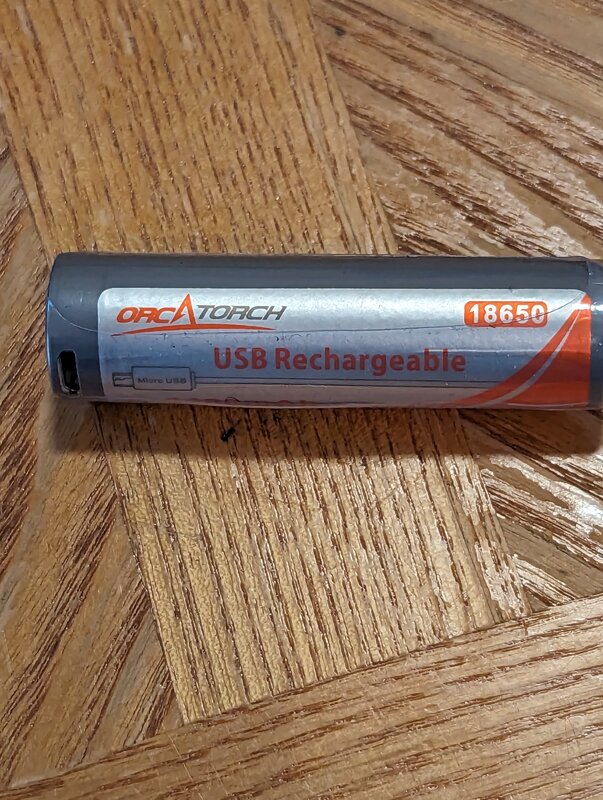 ORCATORCH
18650
USB Rechargeable
Micro USB